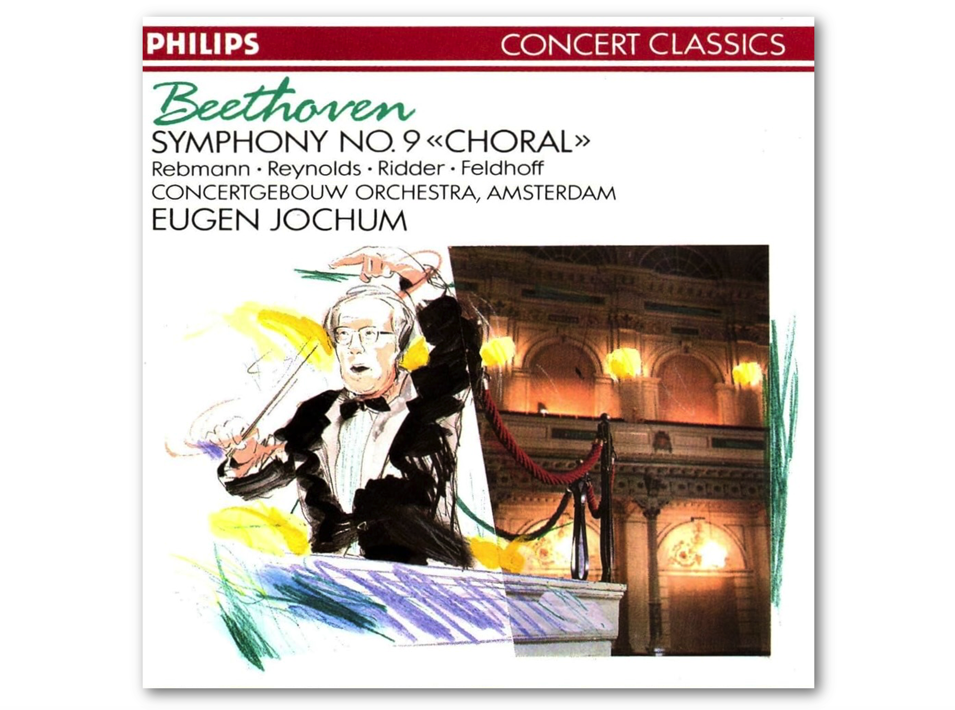 PHILIPS CONCERT CLASSICS
Beethoven
SYMPHONY NO. 9 «CHORAL»
Rebmann · Reynolds · Ridder · Feldhoff
CONCERTGEBOUW ORCHESTRA, AMSTERDAM
EUGEN JOCHUM